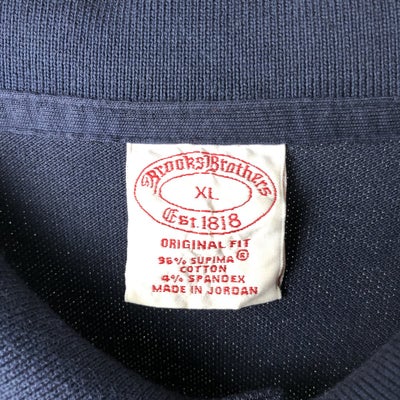 Brooks Brothers
XL
Est. 1818
ORIGINAL FIT
96% SUPIMA®
COTTON
4% SPANDEX
MADE IN JORDAN